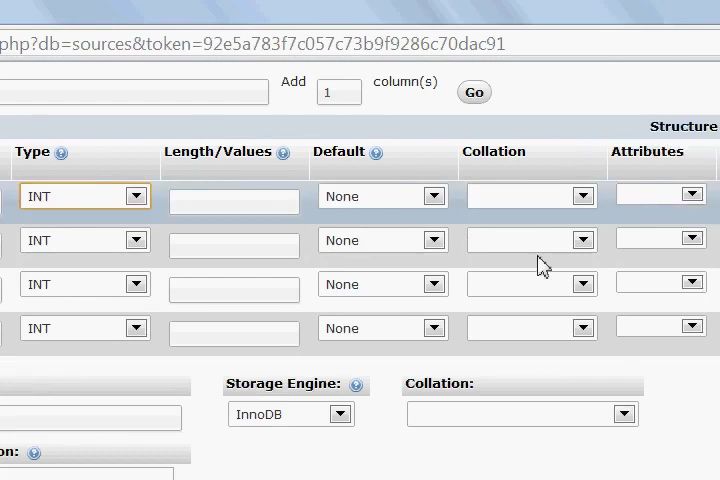 php?db=sources&token=92e5a783f7c057c73b9f9286c70dac91
Add 1 column(s) Go
Structure
Type Length/Values Default Collation Attributes
INT None
INT None
INT None
INT None
Storage Engine: Collation:
InnoDB
on: